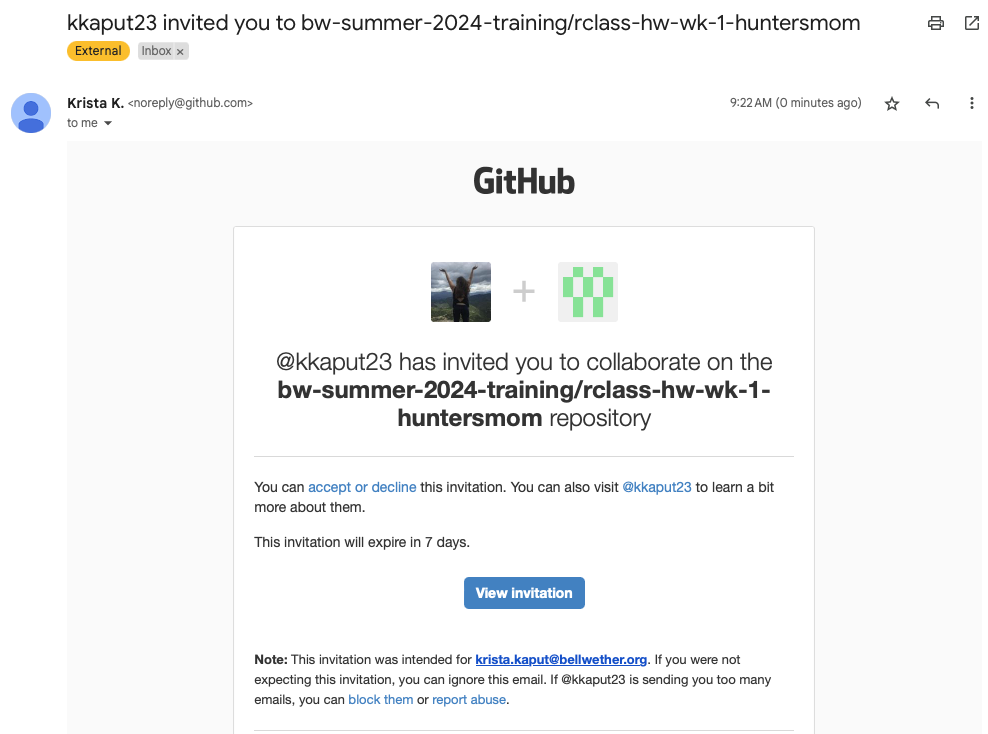 kkaput23 invited you to bw-summer-2024-training/rclass-hw-wk-1-huntersmom
External Inbox ×
Krista K. <noreply@github.com> 9:22 AM (0 minutes ago)
to me
GitHub
@kkaput23 has invited you to collaborate on the
bw-summer-2024-training/rclass-hw-wk-1-
huntersmom repository
You can accept or decline this invitation. You can also visit @kkaput23 to learn a bit
more about them.
This invitation will expire in 7 days.
View invitation
Note: This invitation was intended for krista.kaput@bellwether.org. If you were not
expecting this invitation, you can ignore this email. If @kkaput23 is sending you too many
emails, you can block them or report abuse.